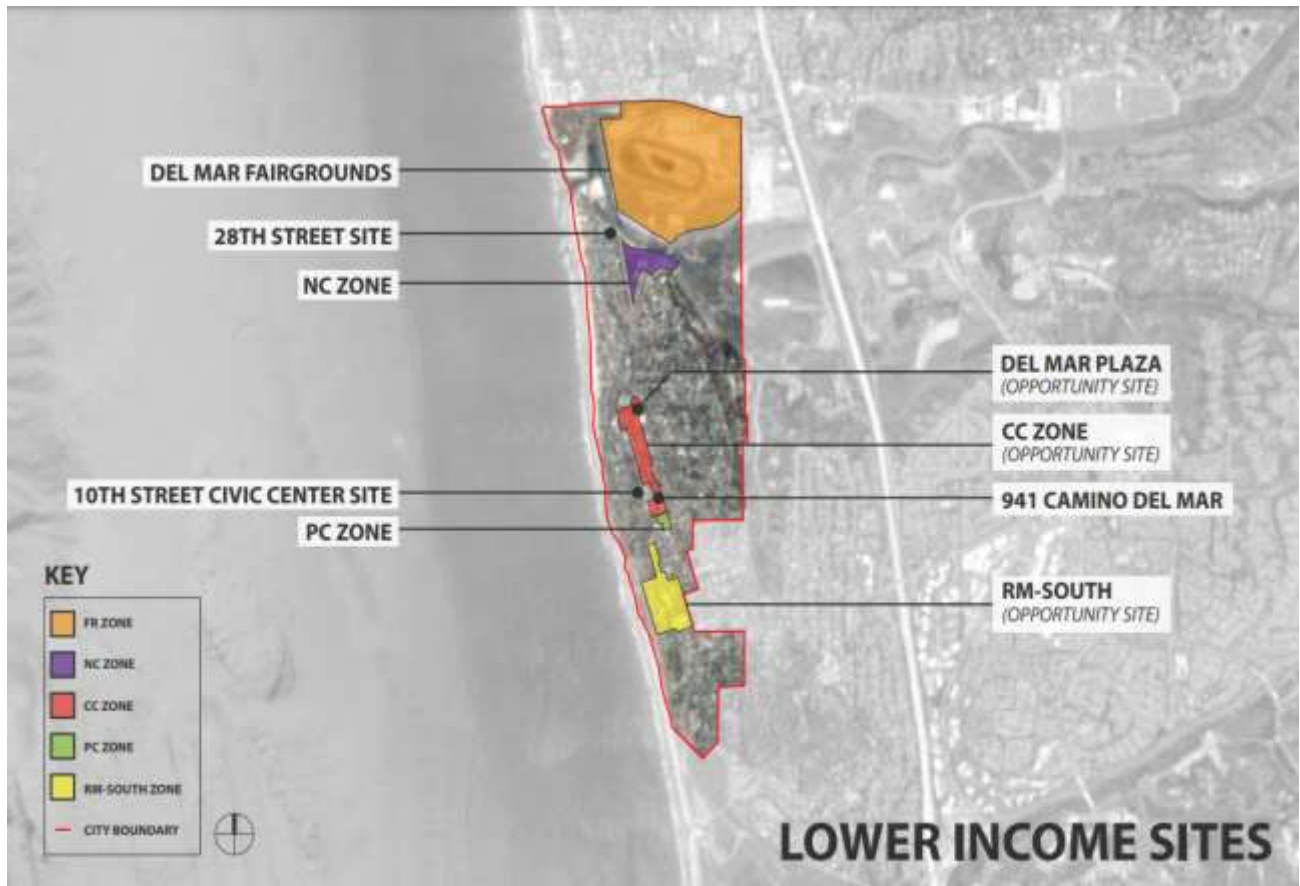 DEL MAR FAIRGROUNDS
28TH STREET SITE
NC ZONE
DEL MAR PLAZA
(OPPORTUNITY SITE)
CC ZONE
(OPPORTUNITY SITE)
10TH STREET CIVIC CENTER SITE
941 CAMINO DEL MAR
PC ZONE
RM-SOUTH
(OPPORTUNITY SITE)
KEY
FR ZONE
NC ZONE
CC ZONE
PC ZONE
RM-SOUTH ZONE
CITY BOUNDARY
LOWER INCOME SITES